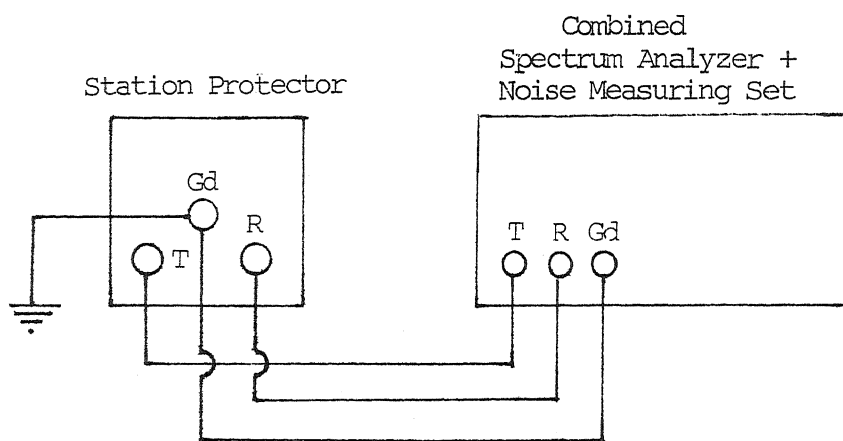 Combined
Spectrum Analyzer +
Noise Measuring Set
Station Protector
Gd
R
T
T R Gd